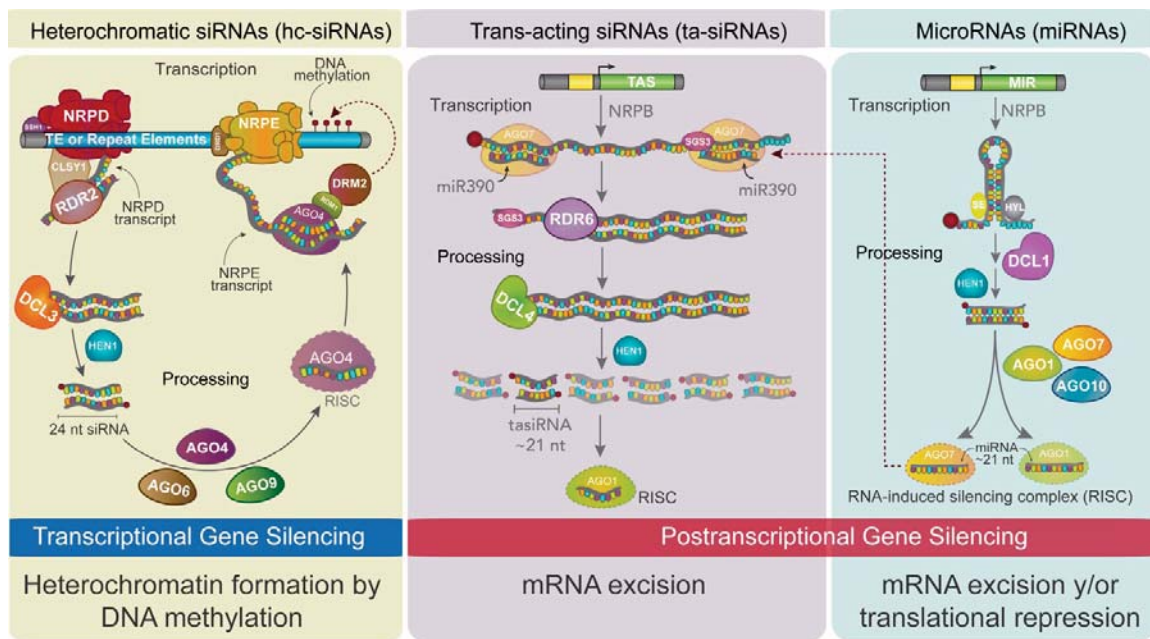 Heterochromatic siRNAs (hc-siRNAs)
Transcription
DNA
methylation
NRPD
SSH1
TE or Repeat Elements
NRPE
CLSY1
RDR2
NRPD
transcript
DRM2
RDM1
AGO4
NRPE
transcript
DCL3
HEN1
24 nt siRNA
Processing
AGO4
RISC
AGO4
AGO6
AGO9
Transcriptional Gene Silencing
Heterochromatin formation by
DNA methylation
Trans-acting siRNAs (ta-siRNAs)
TAS
Transcription
NRPB
AGO7
miR390
SGS3
AGO7
miR390
SGS3
RDR6
Processing
DCL4
HEN1
tasiRNA
~21 nt
AGO1
RISC
MicroRNAs (miRNAs)
MIR
Transcription
NRPB
SE
HYL
Processing
DCL1
HEN1
AGO1
AGO7
AGO10
AGO7
miRNA
~21 nt
AGO1
RNA-induced silencing complex (RISC)
Postranscriptional Gene Silencing
mRNA excision
mRNA excision y/or
translational repression